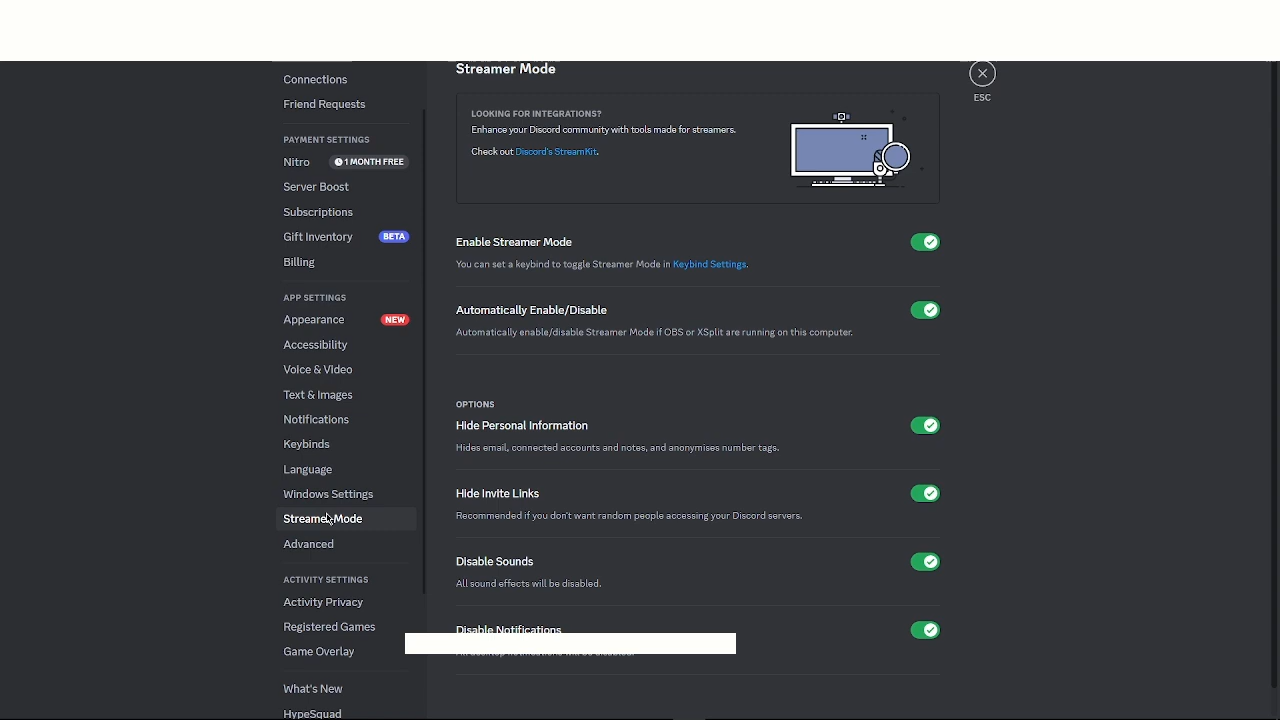 Connections
Friend Requests
PAYMENT SETTINGS
Nitro 1 MONTH FREE
Server Boost
Subscriptions
Gift Inventory BETA
Billing
APP SETTINGS
Appearance NEW
Accessibility
Voice & Video
Text & Images
Notifications
Keybinds
Language
Windows Settings
Streamer Mode
Advanced
ACTIVITY SETTINGS
Activity Privacy
Registered Games
Game Overlay
What's New
HypeSquad
Streamer Mode
LOOKING FOR INTEGRATIONS?
Enhance your Discord community with tools made for streamers.
Check out Discord's StreamKit.
Enable Streamer Mode
You can set a keybind to toggle Streamer Mode in Keybind Settings.
Automatically Enable/Disable
Automatically enable/disable Streamer Mode if OBS or XSplit are running on this computer.
OPTIONS
Hide Personal Information
Hides email, connected accounts and notes, and anonymises number tags.
Hide Invite Links
Recommended if you don't want random people accessing your Discord servers.
Disable Sounds
All sound effects will be disabled.
Disable Notifications
ESC